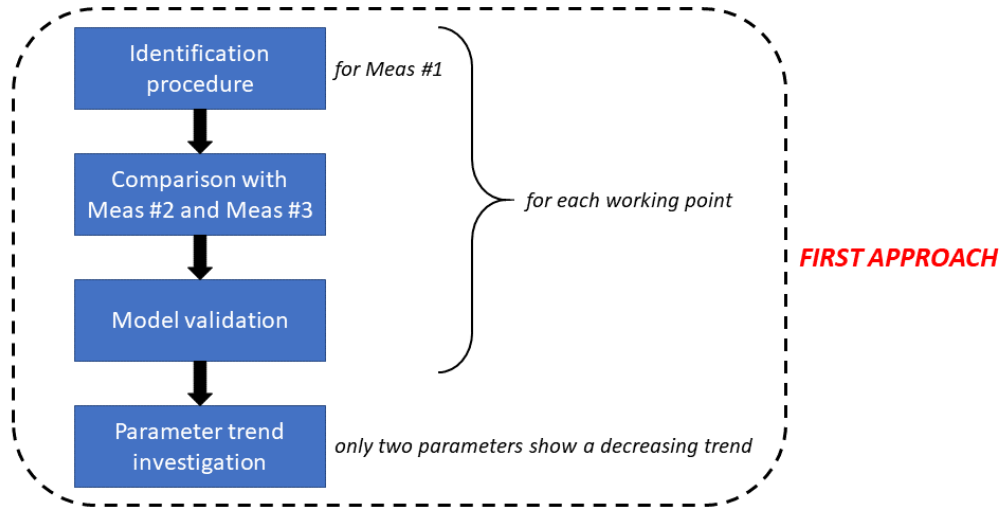 Identification
procedure
for Meas #1
Comparison with
Meas #2 and Meas #3
for each working point
FIRST APPROACH
Model validation
Parameter trend
investigation
only two parameters show a decreasing trend